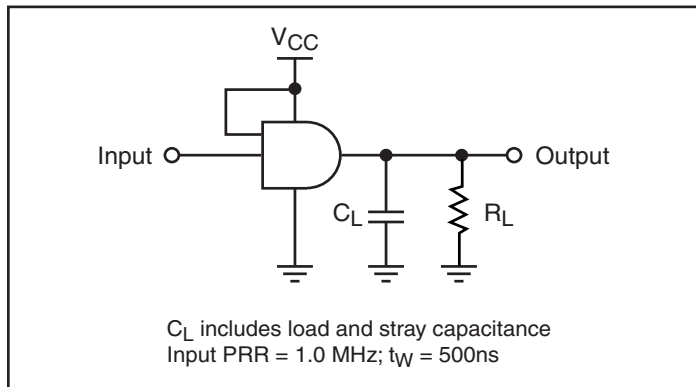 VCC
Input
Output
CL
RL
CL includes load and stray capacitance
Input PRR = 1.0 MHz; tW = 500ns